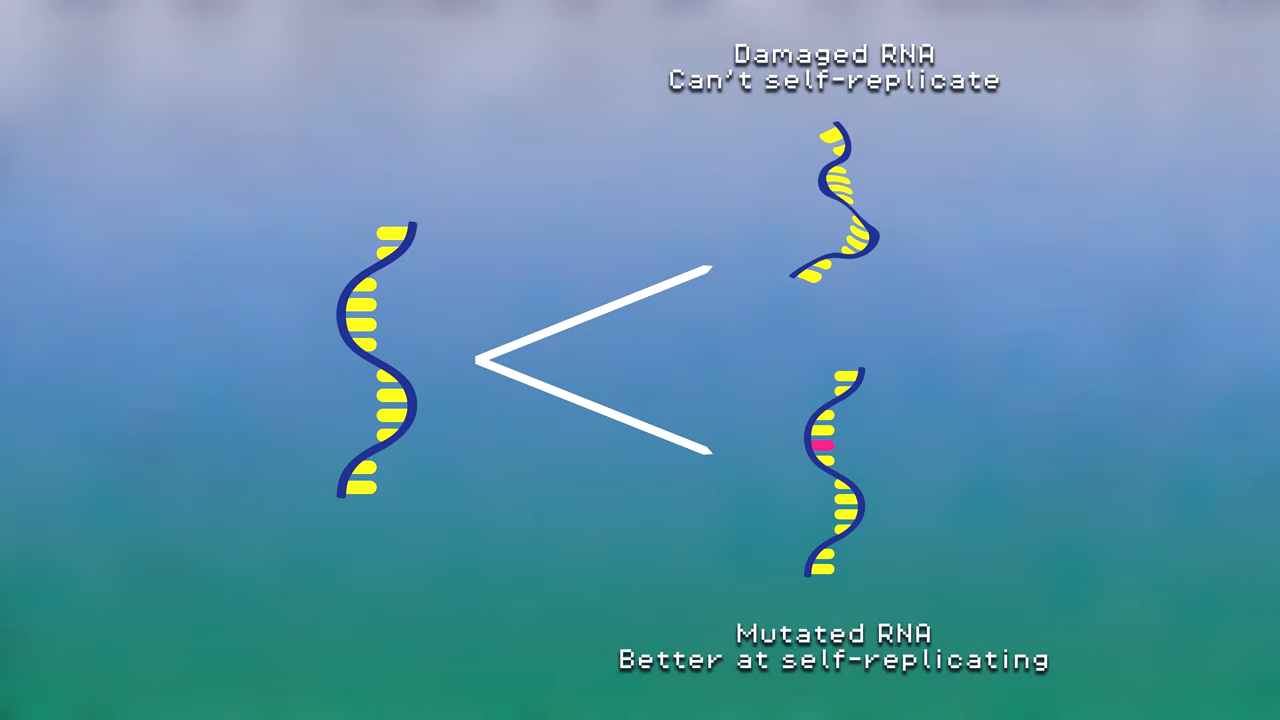 Damaged RNA
Can't self-replicate
Mutated RNA
Better at self-replicating